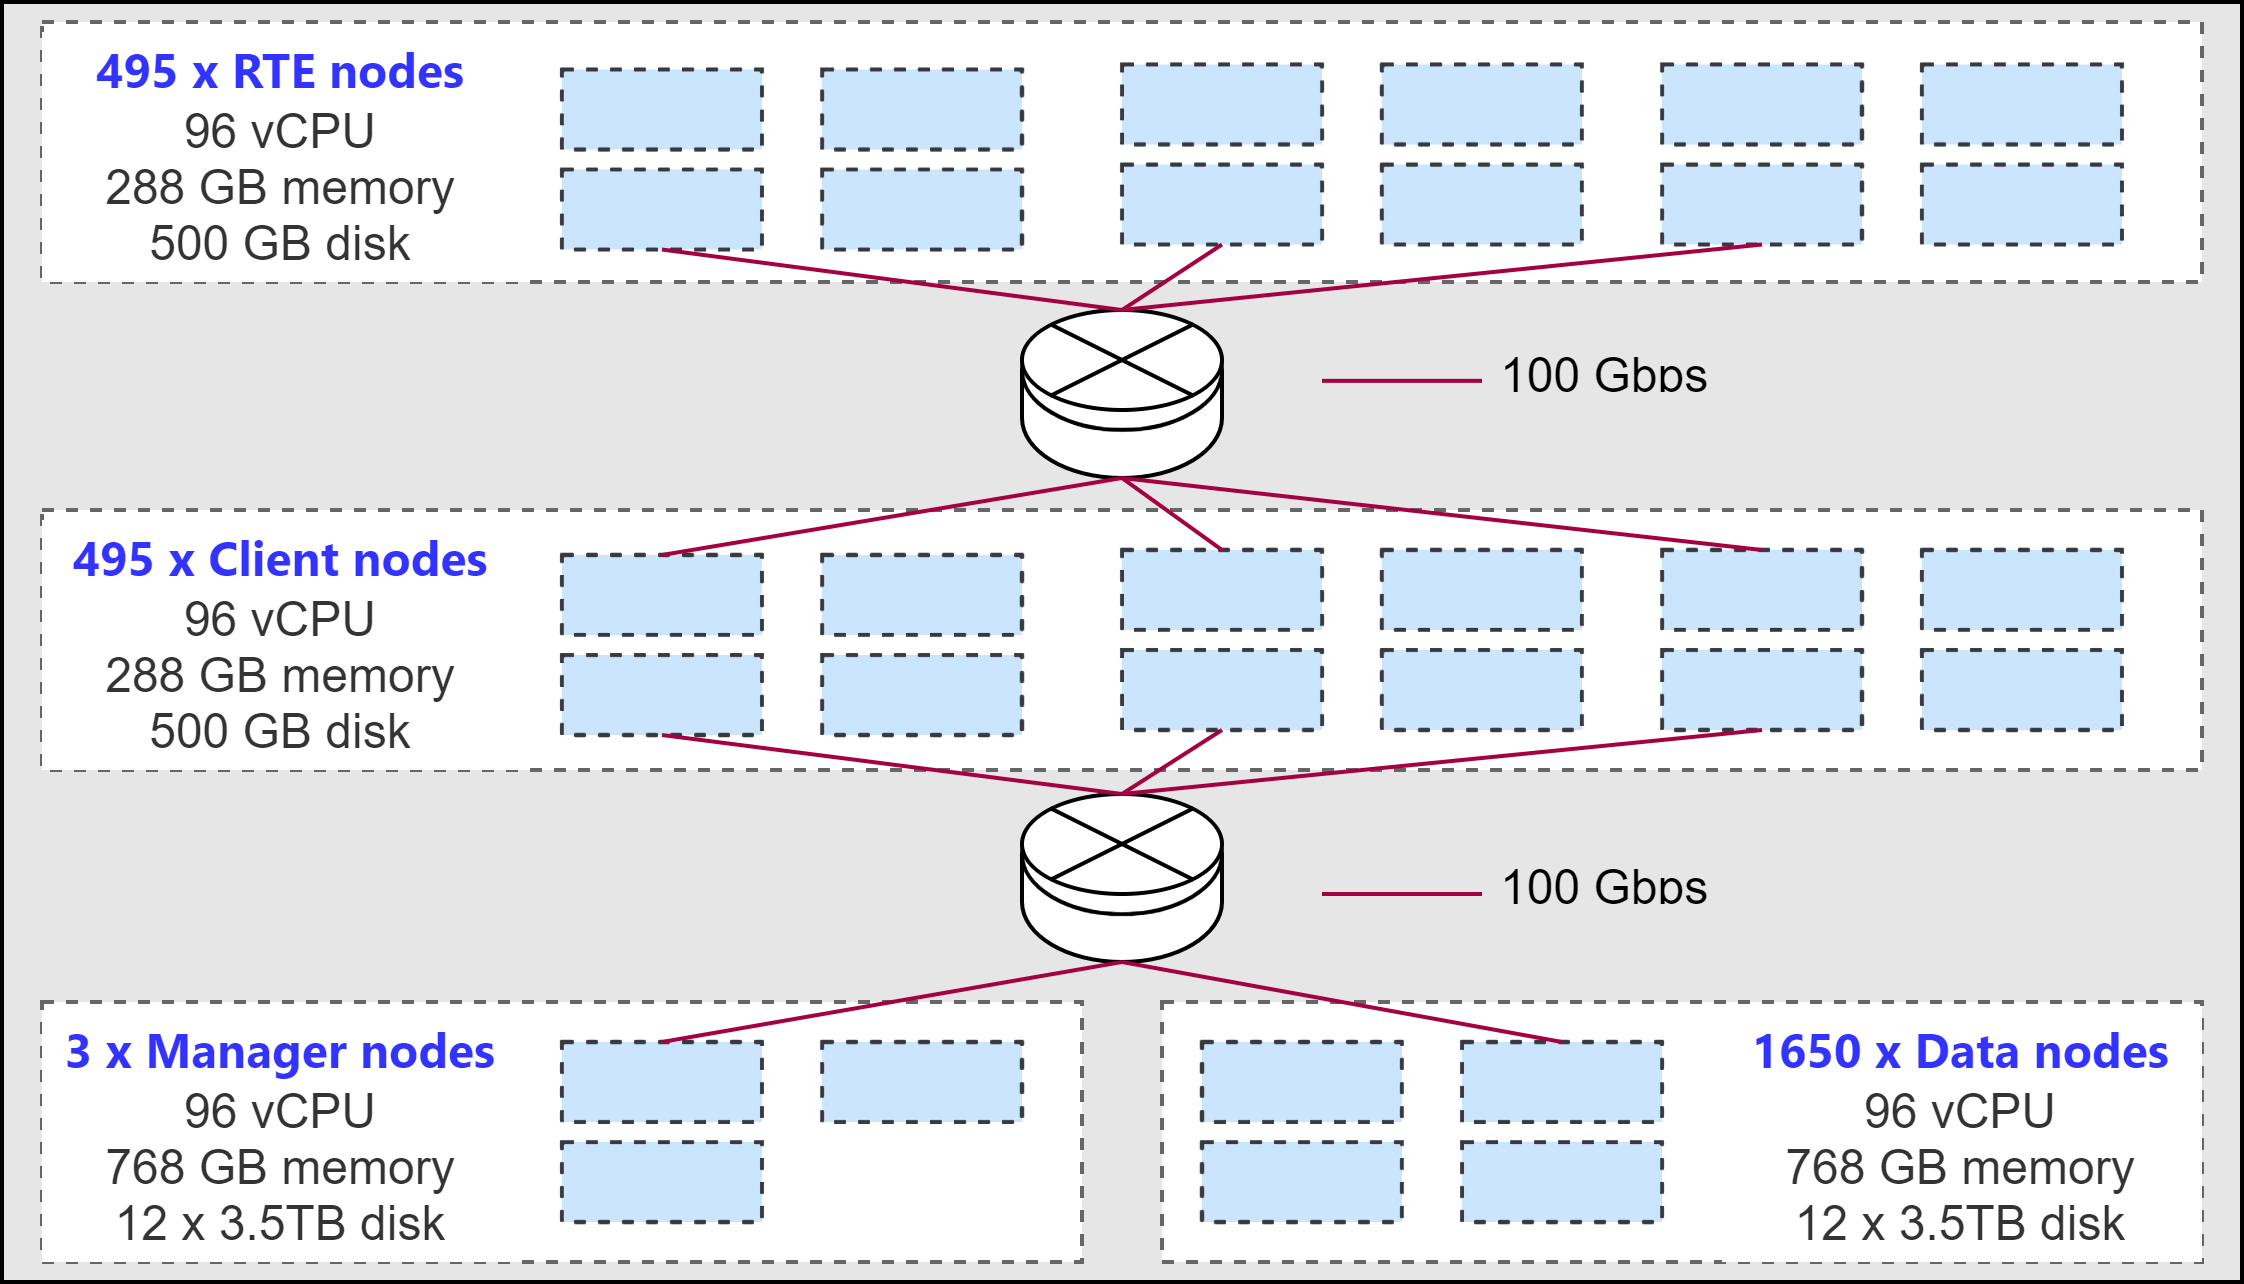 495 x RTE nodes
96 vCPU
288 GB memory
500 GB disk
100 Gbps
495 x Client nodes
96 vCPU
288 GB memory
500 GB disk
100 Gbps
3 x Manager nodes
96 vCPU
768 GB memory
12 x 3.5TB disk
1650 x Data nodes
96 vCPU
768 GB memory
12 x 3.5TB disk